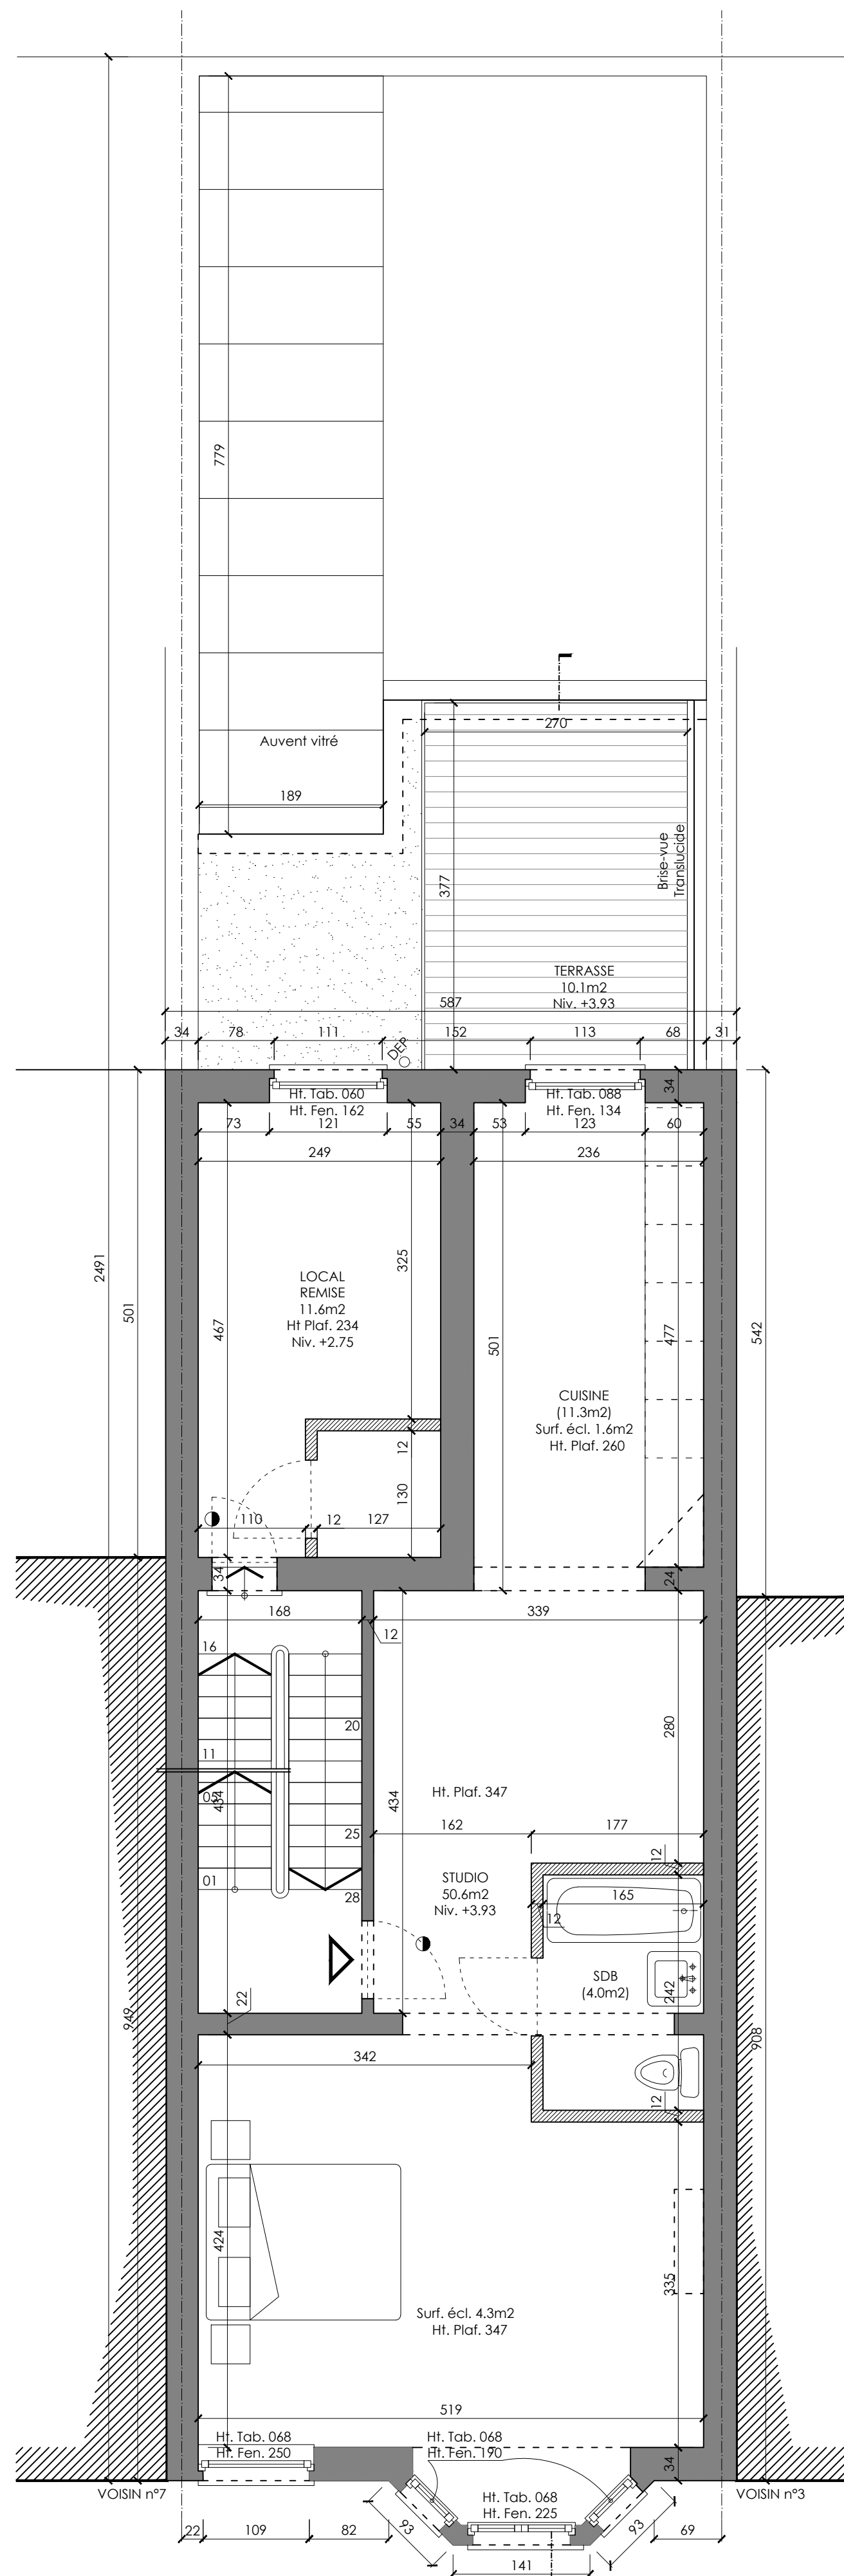 779
Auvent vitré
189
270
377
Brise-vue
Translucide
TERRASSE
10.1m2
Niv. +3.93
587
34
78
111
152
113
68
31
DEP
Ht. Tab. 060
Ht. Fen. 162
Ht. Tab. 088
Ht. Fen. 134
34
73
121
55
34
53
123
60
249
236
2491
501
467
325
LOCAL
REMISE
11.6m2
Ht Plaf. 234
Niv. +2.75
501
477
542
CUISINE
(11.3m2)
Surf. écl. 1.6m2
Ht. Plaf. 260
12
130
110
12
127
34
24
168
12
339
16
20
11
05
434
25
01
28
280
Ht. Plaf. 347
434
162
177
12
STUDIO
50.6m2
Niv. +3.93
165
12
SDB
(4.0m2)
242
22
949
908
342
12
424
335
Surf. écl. 4.3m2
Ht. Plaf. 347
519
Ht. Tab. 068
Ht. Fen. 250
Ht. Tab. 068
Ht. Fen. 190
34
VOISIN n°7
Ht. Tab. 068
Ht. Fen. 225
VOISIN n°3
22
109
82
93
93
69
141